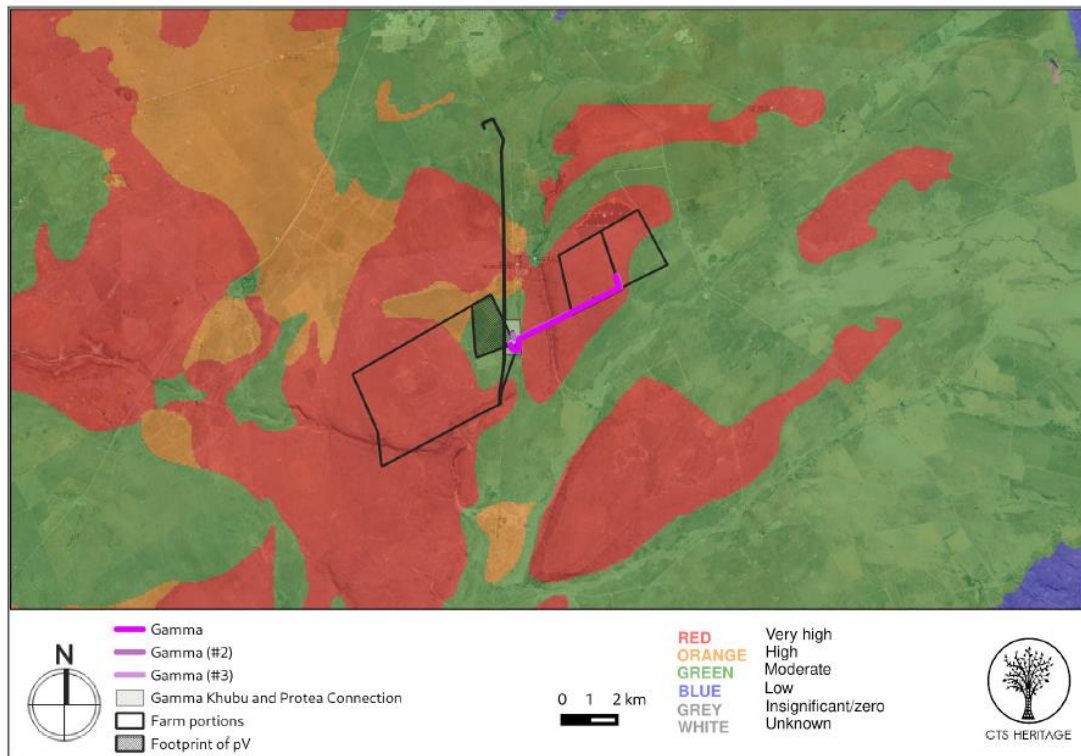 N
Gamma
Gamma (#2)
Gamma (#3)
Gamma Khubu and Protea Connection
Farm portions
Footprint of pV
0 1 2 km
RED Very high
ORANGE High
GREEN Moderate
BLUE Low
GREY Insignificant/zero
WHITE Unknown
CTS HERITAGE